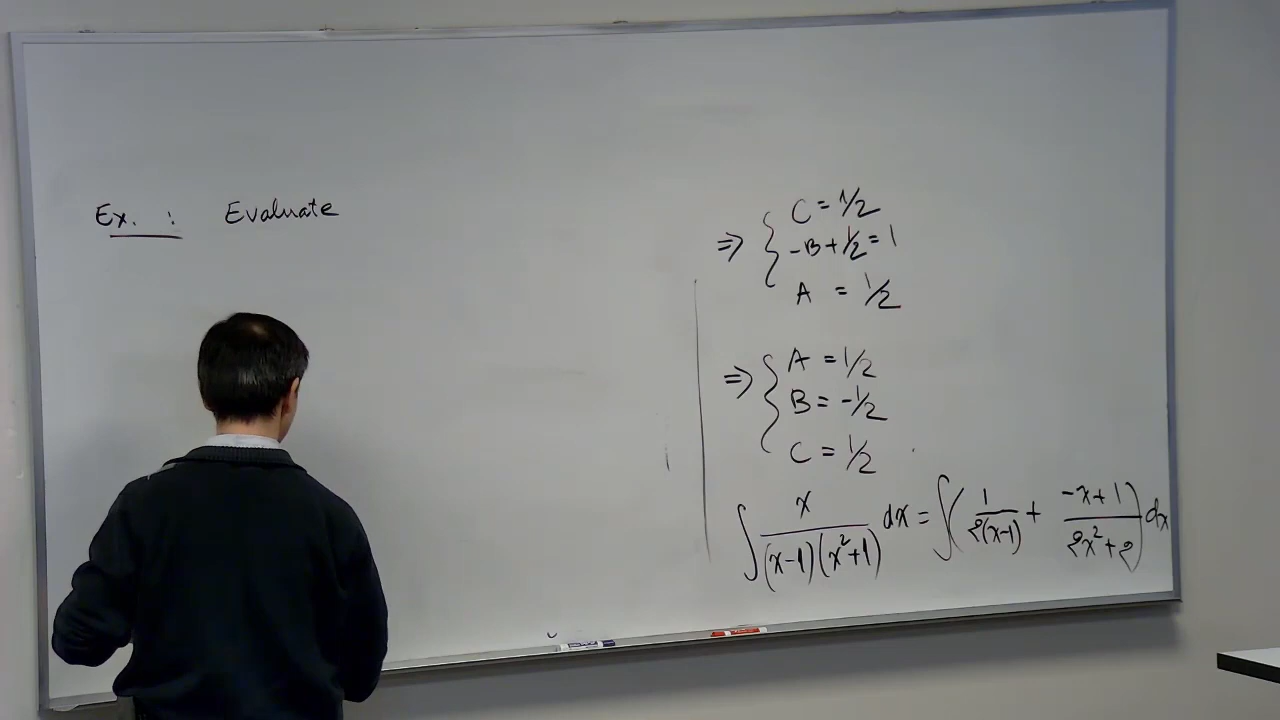 Ex. : Evaluate
C = 1/2
=> { -B + 1/2 = 1
A = 1/2
A = 1/2
=> { B = -1/2
C = 1/2
∫ x/((x-1)(x²+1)) dx = ∫ (1/(2(x-1)) + (-x+1)/(2x²+2)) dx